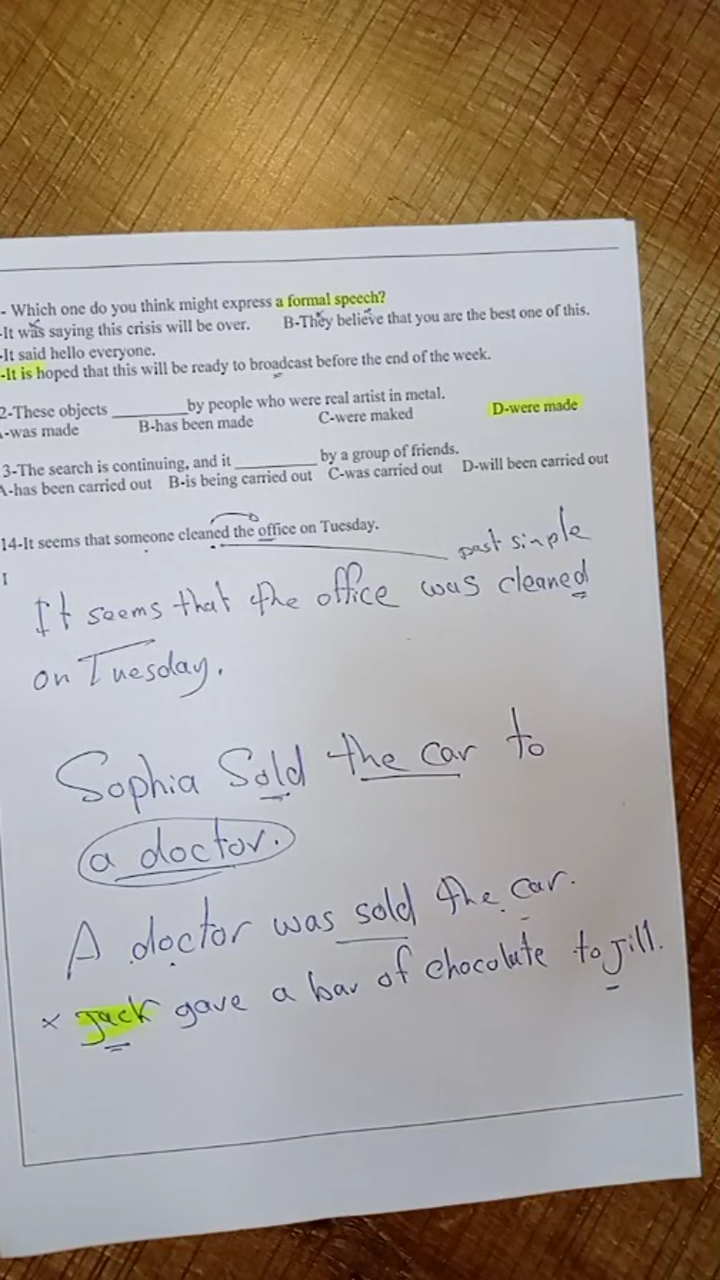 - Which one do you think might express a formal speech?
-It was saying this crisis will be over. B-They believe that you are the best one of this.
-It said hello everyone.
-It is hoped that this will be ready to broadcast before the end of the week.
2-These objects ________by people who were real artist in metal.
-was made B-has been made C-were maked D-were made
3-The search is continuing, and it _________ by a group of friends.
A-has been carried out B-is being carried out C-was carried out D-will been carried out
14-It seems that someone cleaned the office on Tuesday.
past simple
I
It seems that the office was cleaned
on Tuesday.
Sophia Sold the car to
a doctor.
A doctor was sold the car.
x Jack gave a bar of chocolate to Jill.